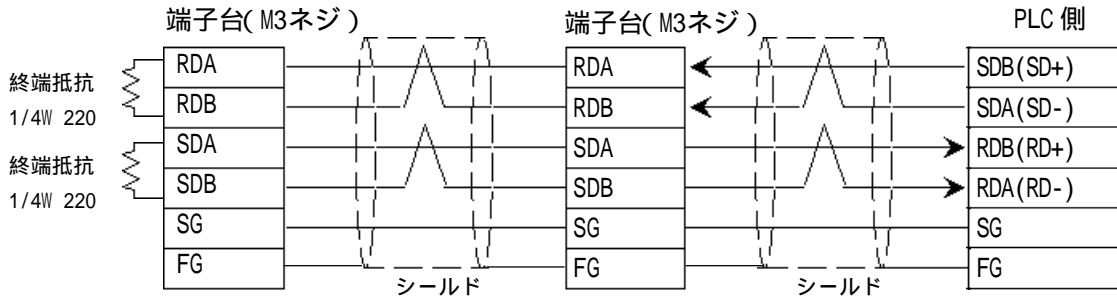 端子台(M3ネジ) 端子台(M3ネジ) PLC 側
RDA RDA SDB(SD+)
終端抵抗
1/4W 220
RDB RDB SDA(SD-)
SDA SDA RDB(RD+)
終端抵抗
1/4W 220
SDB SDB RDA(RD-)
SG SG SG
FG FG FG
シールド シールド